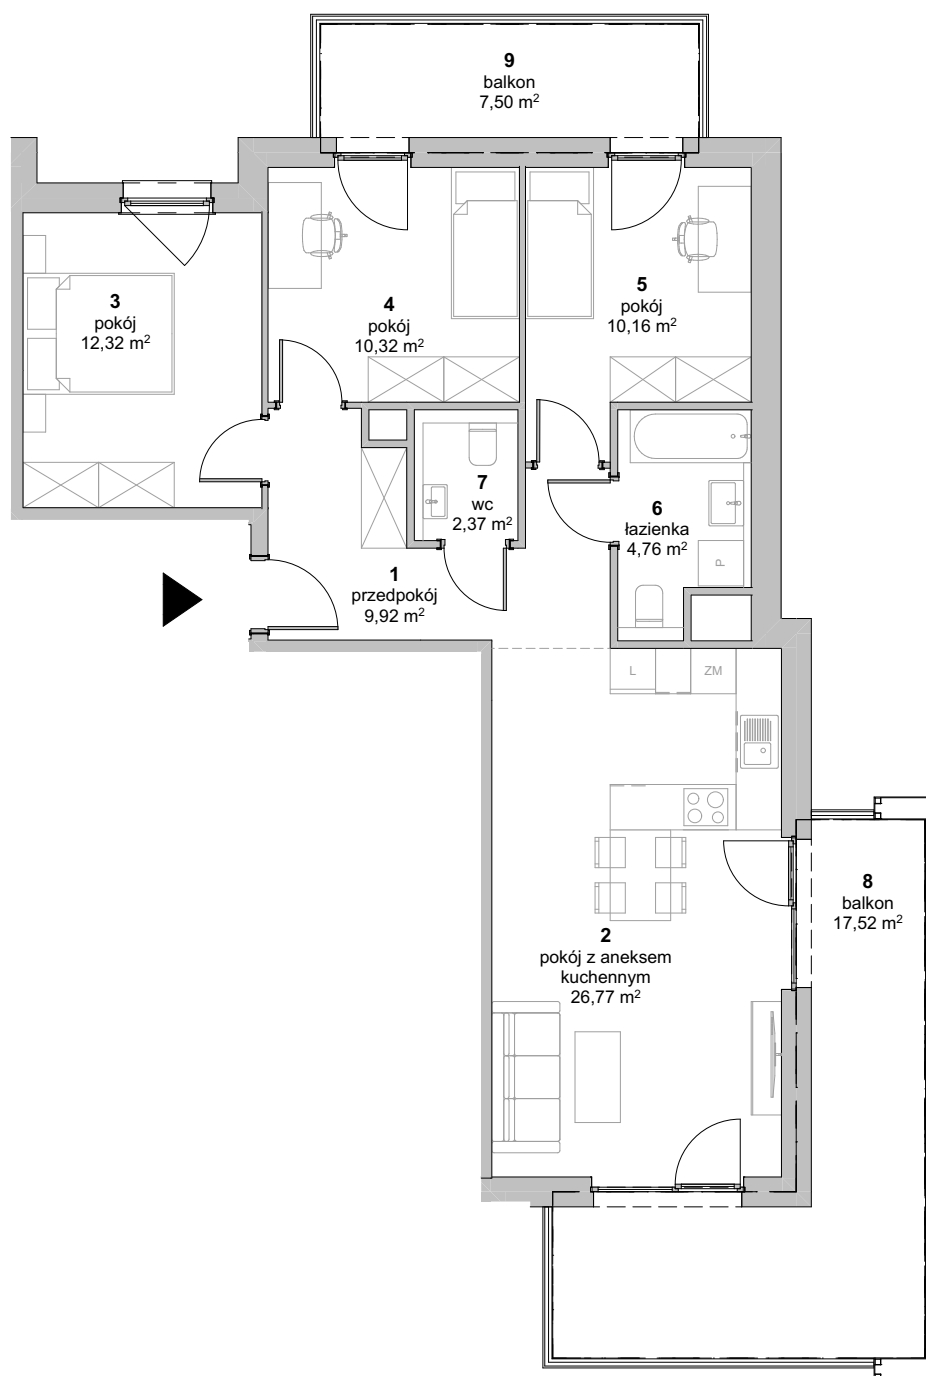 9
balkon
7,50 m²
3
pokój
12,32 m²
4
pokój
10,32 m²
5
pokój
10,16 m²
7
wc
2,37 m²
6
łazienka
4,76 m²
P
1
przedpokój
9,92 m²
L
ZM
8
balkon
17,52 m²
2
pokój z aneksem
kuchennym
26,77 m²